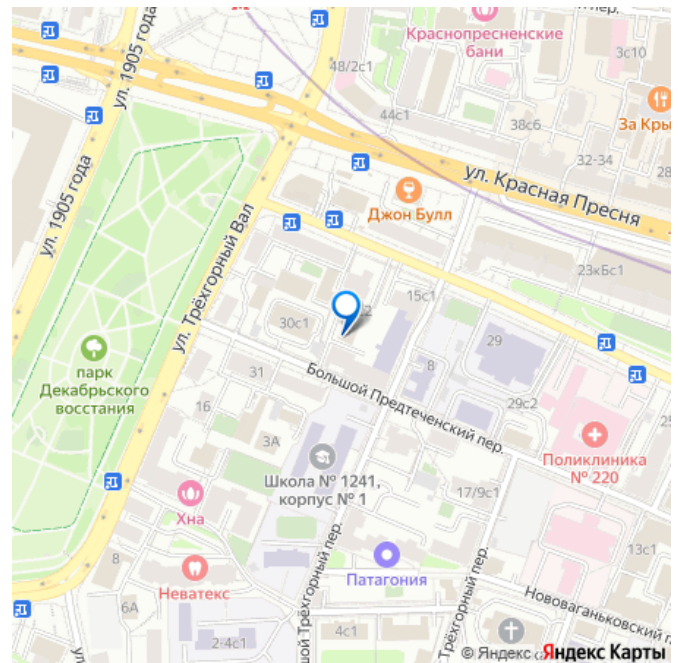 Краснопресненские
бани
пер.
48/2с1
3с10
44с1
38с6
За Кры
32-34
28
ул. 1905 года
ул. Красная Пресня
Джон Булл
ул. 1905 года
ул. Трёхгорный Вал
23кБс1
15с1
30с1
29
8
парк
Декабрьского
восстания
31
Большой Предтеченский пер.
16
29с2
3А
Поликлиника
№ 220
Школа № 1241,
корпус № 1
17/9с1
Хна
13с1
8
Патагония
Неватекс
6А
Трёхгорный пер.
Нововаганьковский п
2-4с1
4с1
шой Трёхгорный пер.
© Яндекс
Яндекс Карты